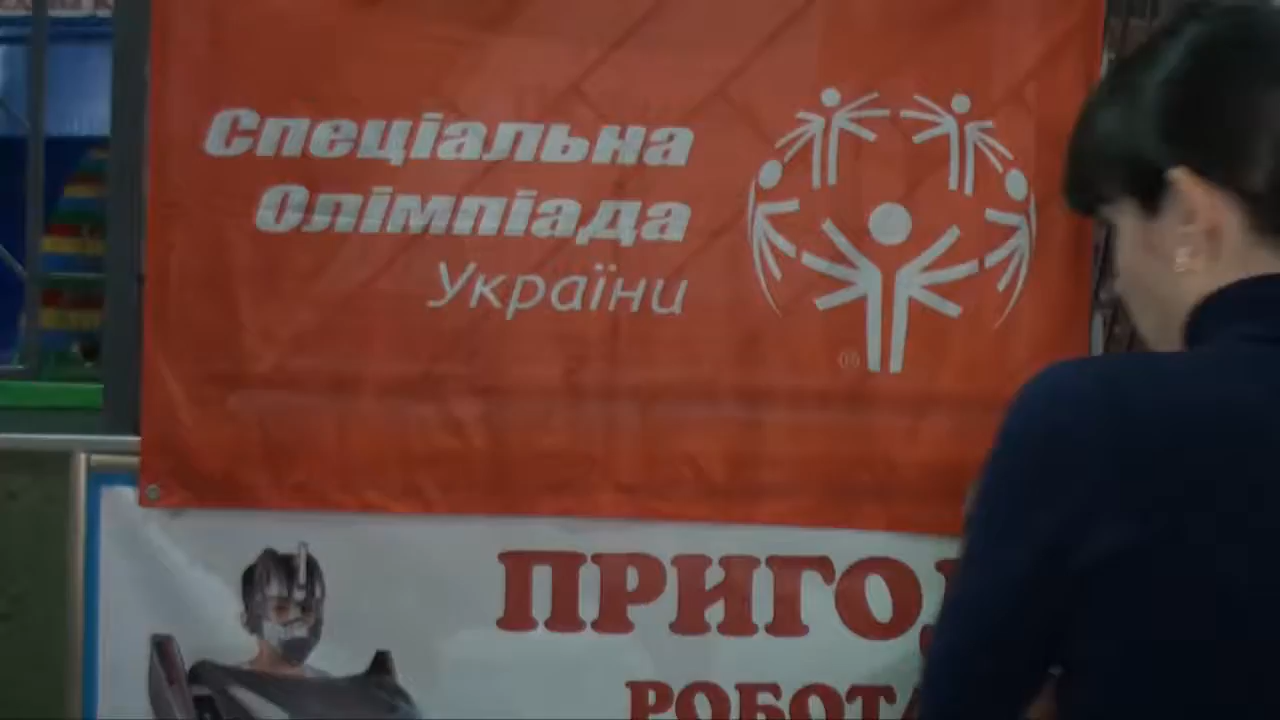 Спеціальна
Олімпіада
України
®
ПРИГО
РОБОТ